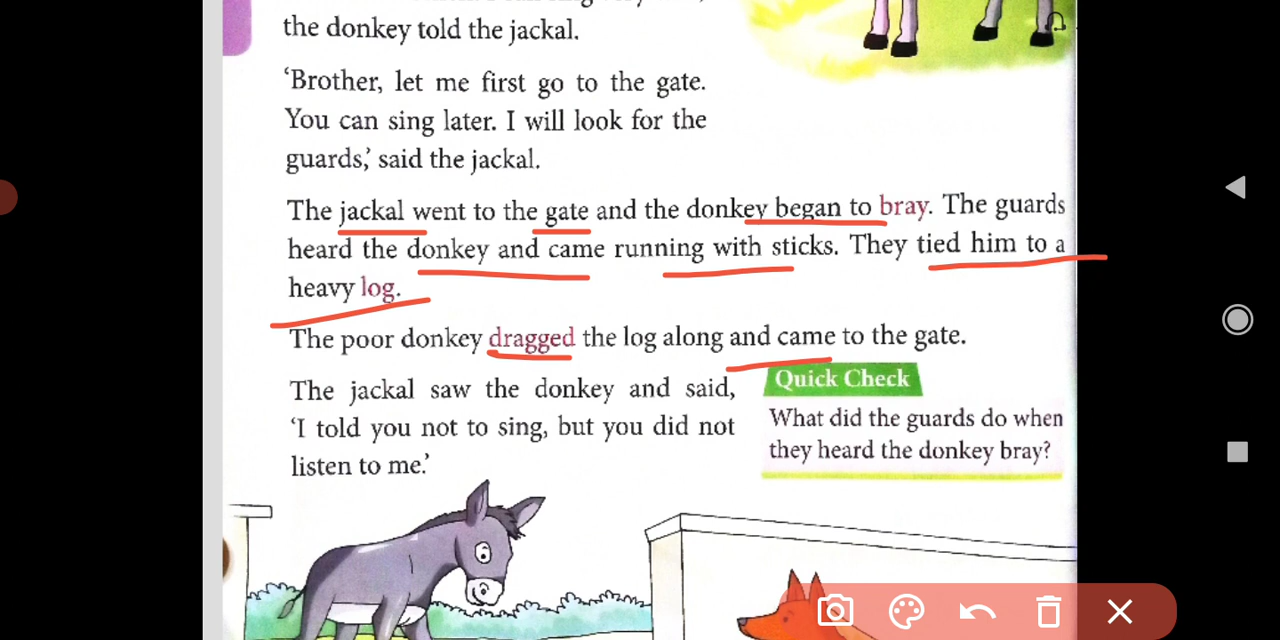 the donkey told the jackal.
‘Brother, let me first go to the gate.
You can sing later. I will look for the
guards,’ said the jackal.
The jackal went to the gate and the donkey began to bray. The guards
heard the donkey and came running with sticks. They tied him to a
heavy log.
The poor donkey dragged the log along and came to the gate.
The jackal saw the donkey and said,
‘I told you not to sing, but you did not
listen to me.’
Quick Check
What did the guards do when
they heard the donkey bray?